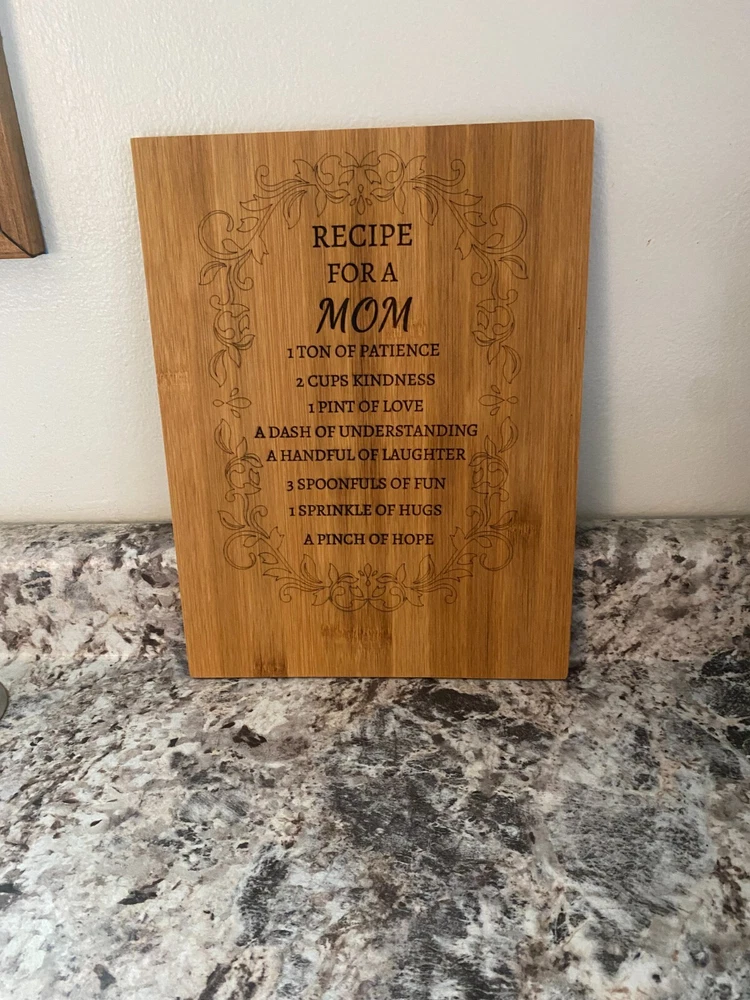 RECIPE
FOR A
MOM
1 TON OF PATIENCE
2 CUPS KINDNESS
1 PINT OF LOVE
A DASH OF UNDERSTANDING
A HANDFUL OF LAUGHTER
3 SPOONFULS OF FUN
1 SPRINKLE OF HUGS
A PINCH OF HOPE